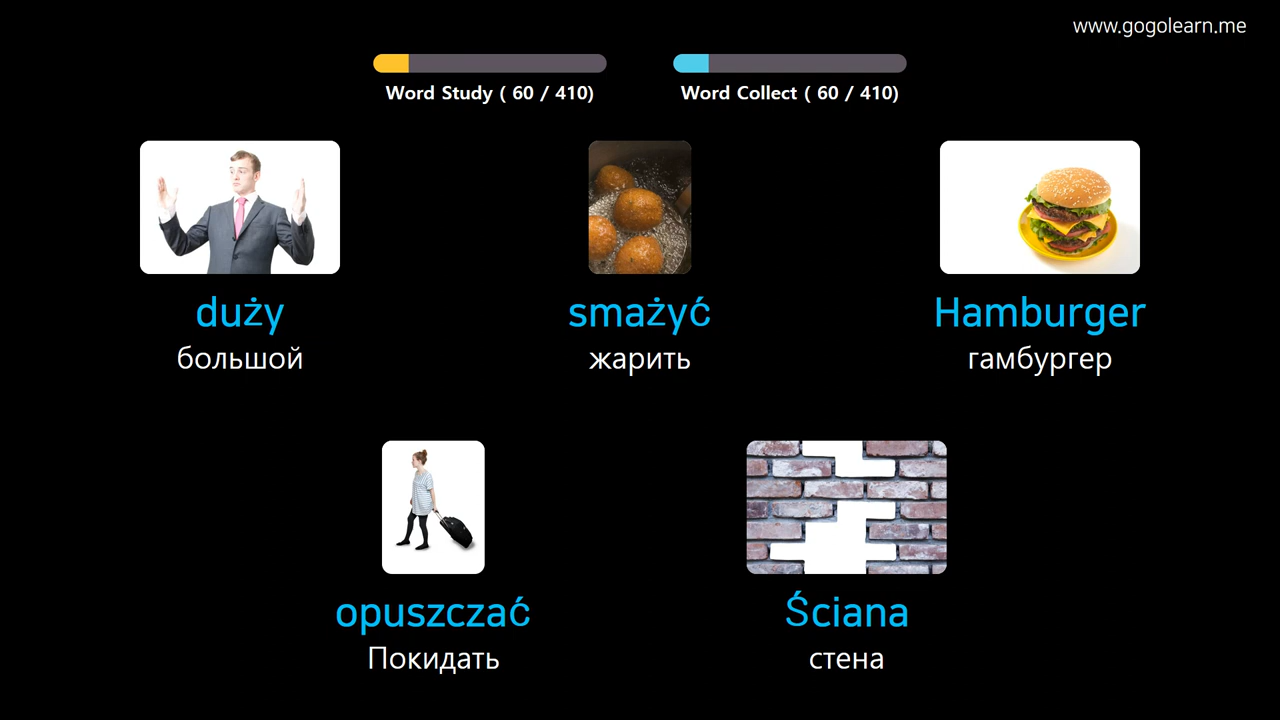 www.gogolearn.me
Word Study ( 60 / 410)
Word Collect ( 60 / 410)
duży
большой
smażyć
жарить
Hamburger
гамбургер
opuszczać
Покидать
Ściana
стена